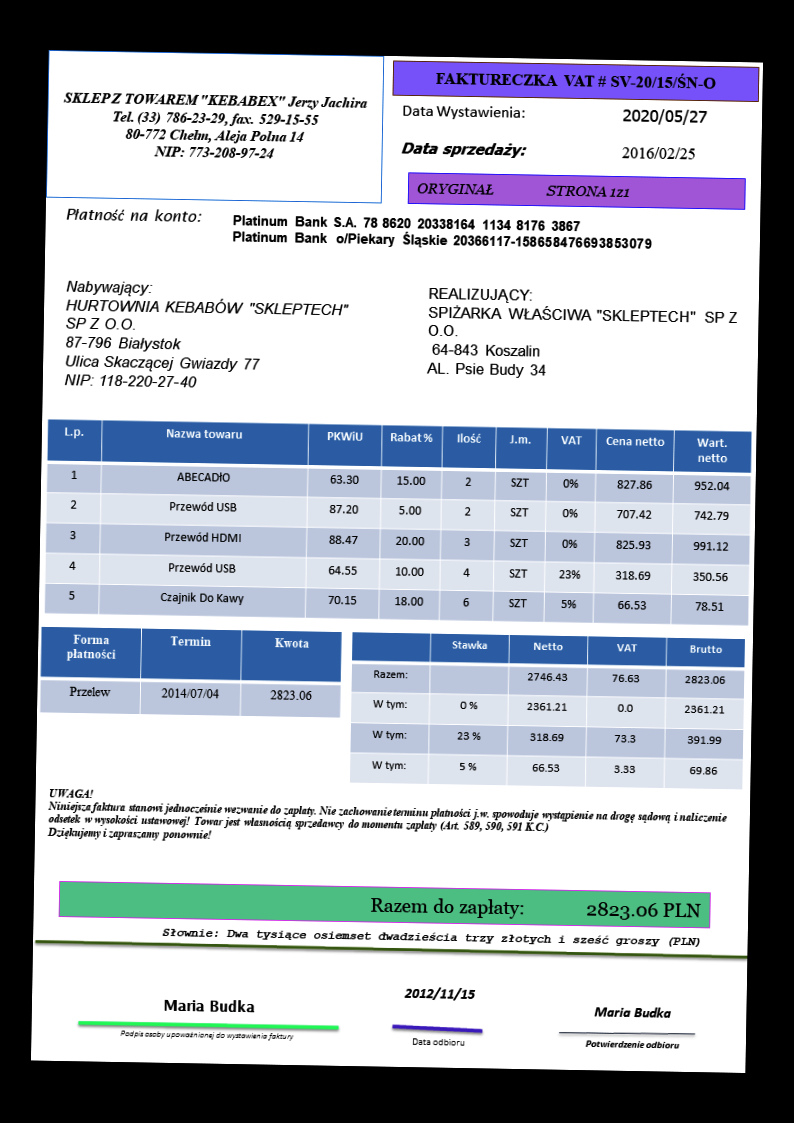 SKLEP Z TOWAREM "KEBABEX" Jerzy Jachira
Tel. (33) 786-23-29, fax. 529-15-55
80-772 Chełm, Aleja Polna 14
NIP: 773-208-97-24
FAKTURECZKA VAT # SV-20/15/ŚN-O
Data Wystawienia: 2020/05/27
Data sprzedaży: 2016/02/25
ORYGINAŁ STRONA 1z1
Płatność na konto: Platinum Bank S.A. 78 8620 20338164 1134 8176 3867
Platinum Bank o/Piekary Śląskie 20366117-158658476693853079
Nabywający:
HURTOWNIA KEBABÓW "SKLEPTECH"
SP Z O.O.
87-796 Białystok
Ulica Skaczącej Gwiazdy 77
NIP: 118-220-27-40
REALIZUJĄCY:
SPIŻARKA WŁAŚCIWA "SKLEPTECH" SP Z
O.O.
64-843 Koszalin
AL. Psie Budy 34
L.p. Nazwa towaru PKWiU Rabat % Ilość J.m. VAT Cena netto Wart. netto
1 ABECADłO 63.30 15.00 2 SZT 0% 827.86 952.04
2 Przewód USB 87.20 5.00 2 SZT 0% 707.42 742.79
3 Przewód HDMI 88.47 20.00 3 SZT 0% 825.93 991.12
4 Przewód USB 64.55 10.00 4 SZT 23% 318.69 350.56
5 Czajnik Do Kawy 70.15 18.00 6 SZT 5% 66.53 78.51
Forma płatności Termin Kwota
Przelew 2014/07/04 2823.06
Stawka Netto VAT Brutto
Razem: 2746.43 76.63 2823.06
W tym: 0 % 2361.21 0.0 2361.21
W tym: 23 % 318.69 73.3 391.99
W tym: 5 % 66.53 3.33 69.86
UWAGA!
Niniejsza faktura stanowi jednocześnie wezwanie do zapłaty. Nie zachowanie terminu płatności j.w. spowoduje wystąpienie na drogę sądową i naliczenie
odsetek w wysokości ustawowej! Towar jest własnością sprzedawcy do momentu zapłaty (Art. 589, 590, 591 K.C.)
Dziękujemy i zapraszamy ponownie!
Razem do zapłaty: 2823.06 PLN
Słownie: Dwa tysiące osiemset dwadzieścia trzy złotych i sześć groszy (PLN)
Maria Budka
Podpis osoby upoważnionej do wystawienia faktury
2012/11/15
Data odbioru
Maria Budka
Potwierdzenie odbioru